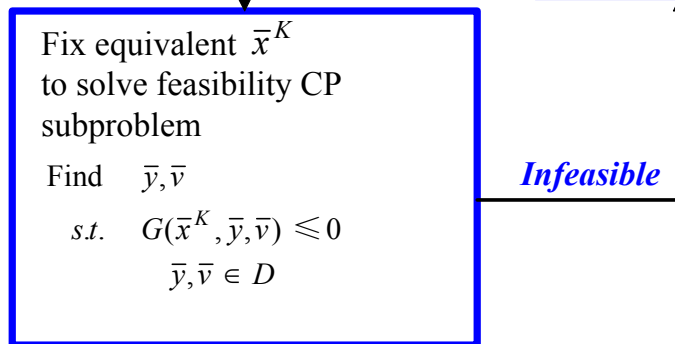 Fix equivalent x̄ᴷ
to solve feasibility CP
subproblem
Find ȳ,v̄
Infeasible
s.t. G(x̄ᴷ,ȳ,v̄) ≤0
ȳ,v̄ ∈ D